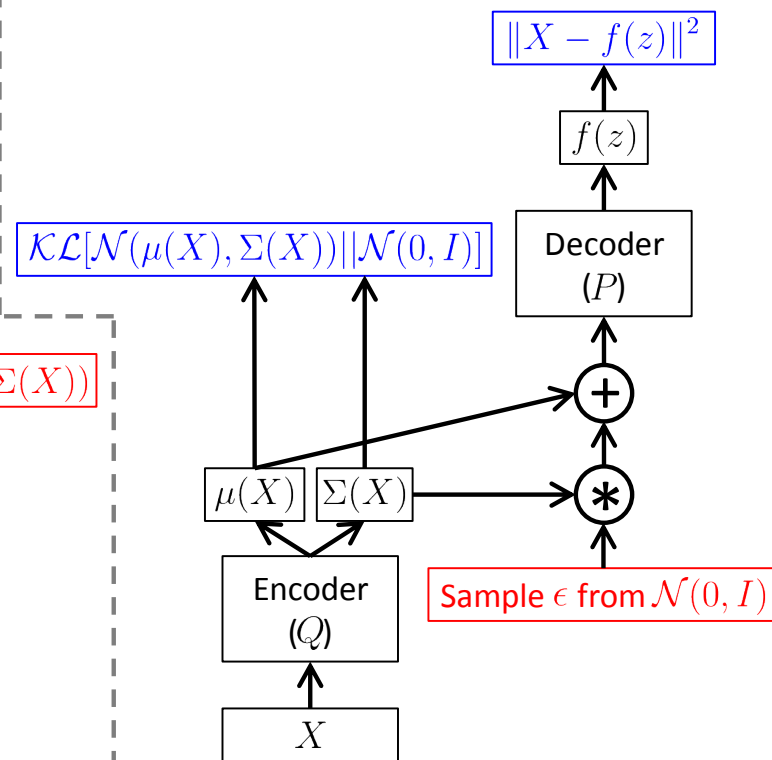 ‖X − f(z)‖²
f(z)
𝒦ℒ[𝒩(μ(X), Σ(X))||𝒩(0, I)]
Decoder
(P)
Σ(X))
+
μ(X)
Σ(X)
*
Encoder
(Q)
Sample ϵ from 𝒩(0, I)
X